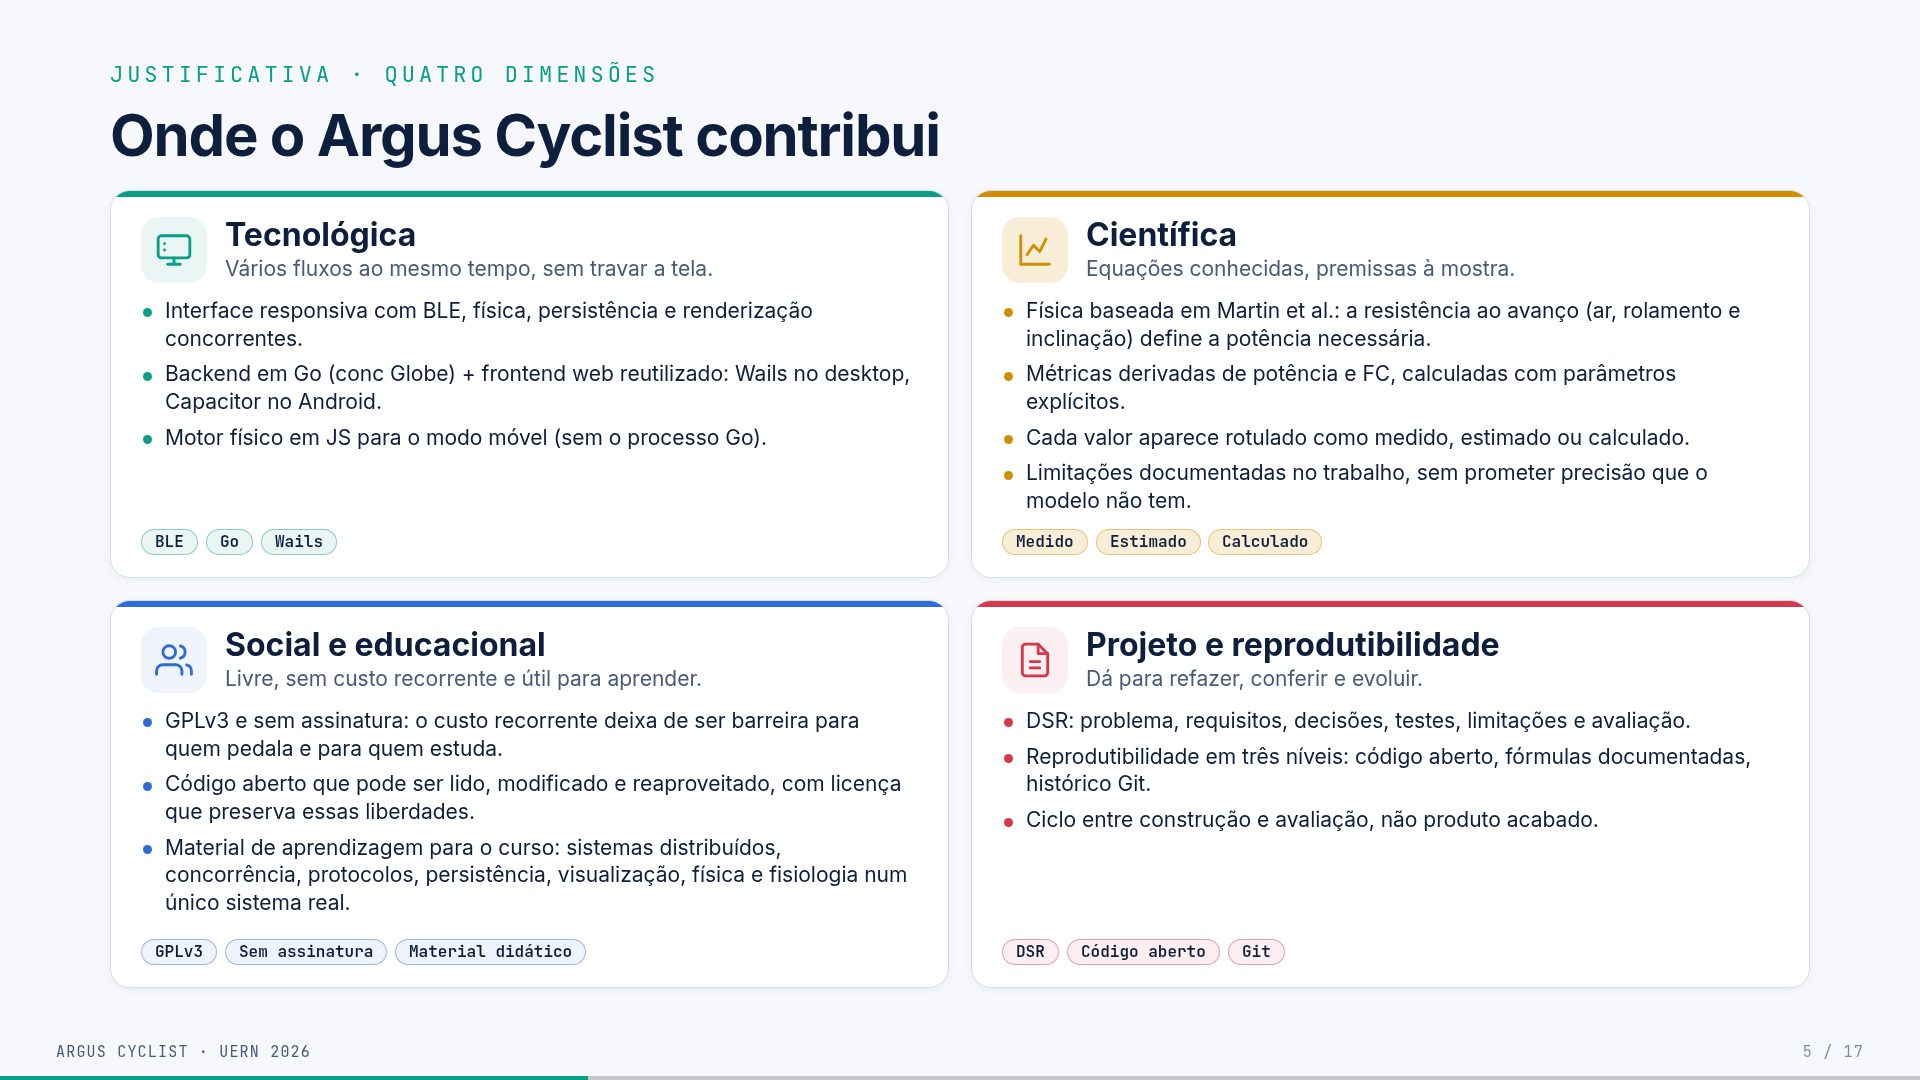 JUSTIFICATIVA · QUATRO DIMENSÕES
Onde o Argus Cyclist contribui
Tecnológica
Vários fluxos ao mesmo tempo, sem travar a tela.
• Interface responsiva com BLE, física, persistência e renderização
concorrentes.
• Backend em Go (conc Globe) + frontend web reutilizado: Wails no desktop,
Capacitor no Android.
• Motor físico em JS para o modo móvel (sem o processo Go).
BLE Go Wails
Científica
Equações conhecidas, premissas à mostra.
• Física baseada em Martin et al.: a resistência ao avanço (ar, rolamento e
inclinação) define a potência necessária.
• Métricas derivadas de potência e FC, calculadas com parâmetros
explícitos.
• Cada valor aparece rotulado como medido, estimado ou calculado.
• Limitações documentadas no trabalho, sem prometer precisão que o
modelo não tem.
Medido Estimado Calculado
Social e educacional
Livre, sem custo recorrente e útil para aprender.
• GPLv3 e sem assinatura: o custo recorrente deixa de ser barreira para
quem pedala e para quem estuda.
• Código aberto que pode ser lido, modificado e reaproveitado, com licença
que preserva essas liberdades.
• Material de aprendizagem para o curso: sistemas distribuídos,
concorrência, protocolos, persistência, visualização, física e fisiologia num
único sistema real.
GPLv3 Sem assinatura Material didático
Projeto e reprodutibilidade
Dá para refazer, conferir e evoluir.
• DSR: problema, requisitos, decisões, testes, limitações e avaliação.
• Reprodutibilidade em três níveis: código aberto, fórmulas documentadas,
histórico Git.
• Ciclo entre construção e avaliação, não produto acabado.
DSR Código aberto Git
ARGUS CYCLIST · UERN 2026
5 / 17